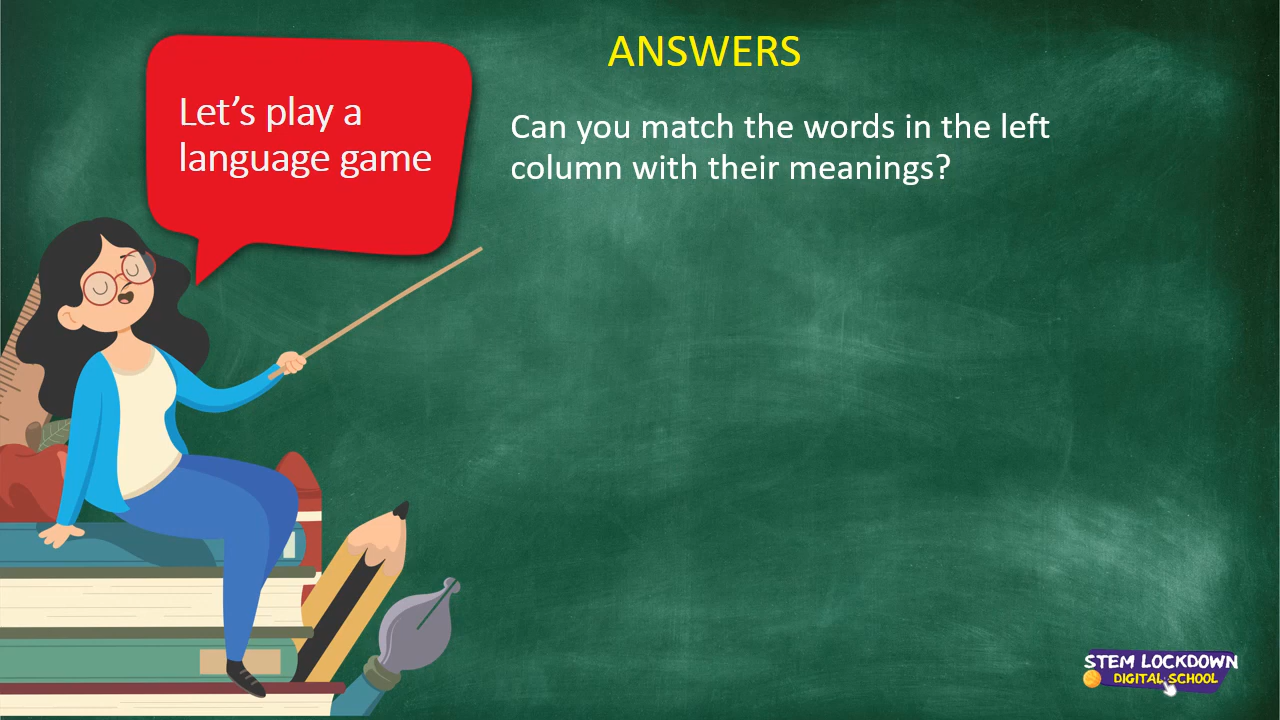 ANSWERS
Let's play a
language game
Can you match the words in the left
column with their meanings?
STEM LOCKDOWN
DIGITAL SCHOOL